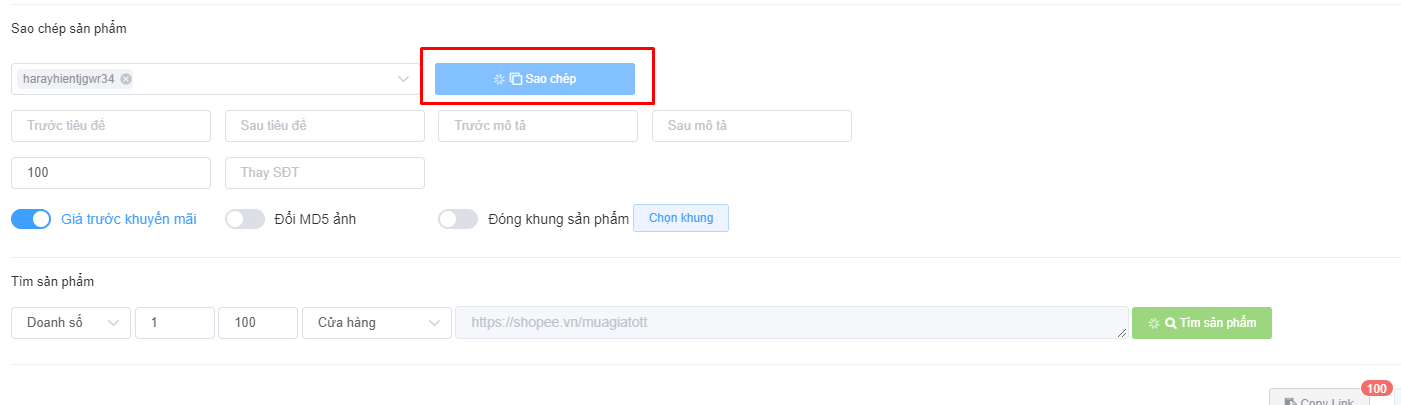 Sao chép sản phẩm
harayhientjgwr34
Sao chép
Trước tiêu đề
Sau tiêu đề
Trước mô tả
Sau mô tả
100
Thay SĐT
Giá trước khuyến mãi
Đổi MD5 ảnh
Đóng khung sản phẩm
Chọn khung
Tìm sản phẩm
Doanh số
1
100
Cửa hàng
https://shopee.vn/muagiatott
Tìm sản phẩm
100
Copy Link